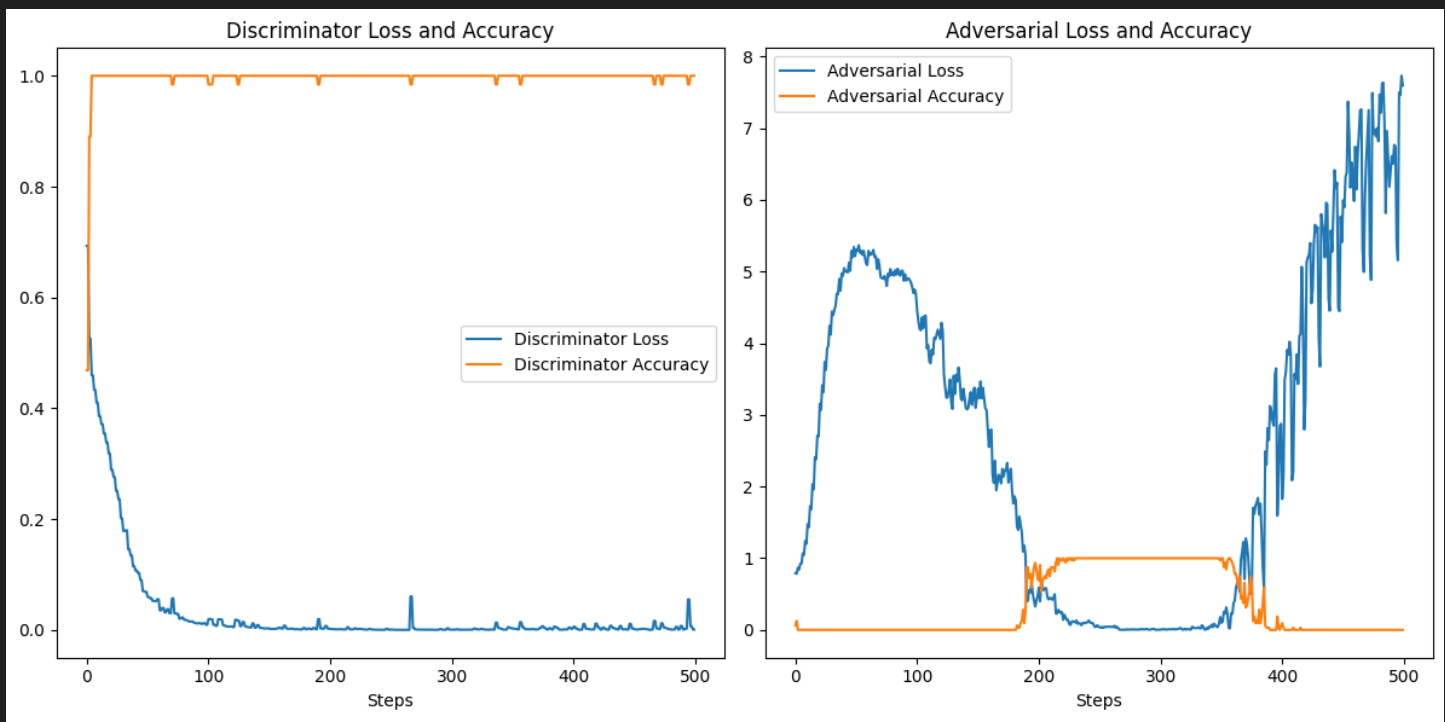 Discriminator Loss and Accuracy
1.0
0.8
0.6
0.4
0.2
0.0
Discriminator Loss
Discriminator Accuracy
0 100 200 300 400 500
Steps
Adversarial Loss and Accuracy
8
7
6
5
4
3
2
1
0
Adversarial Loss
Adversarial Accuracy
0 100 200 300 400 500
Steps